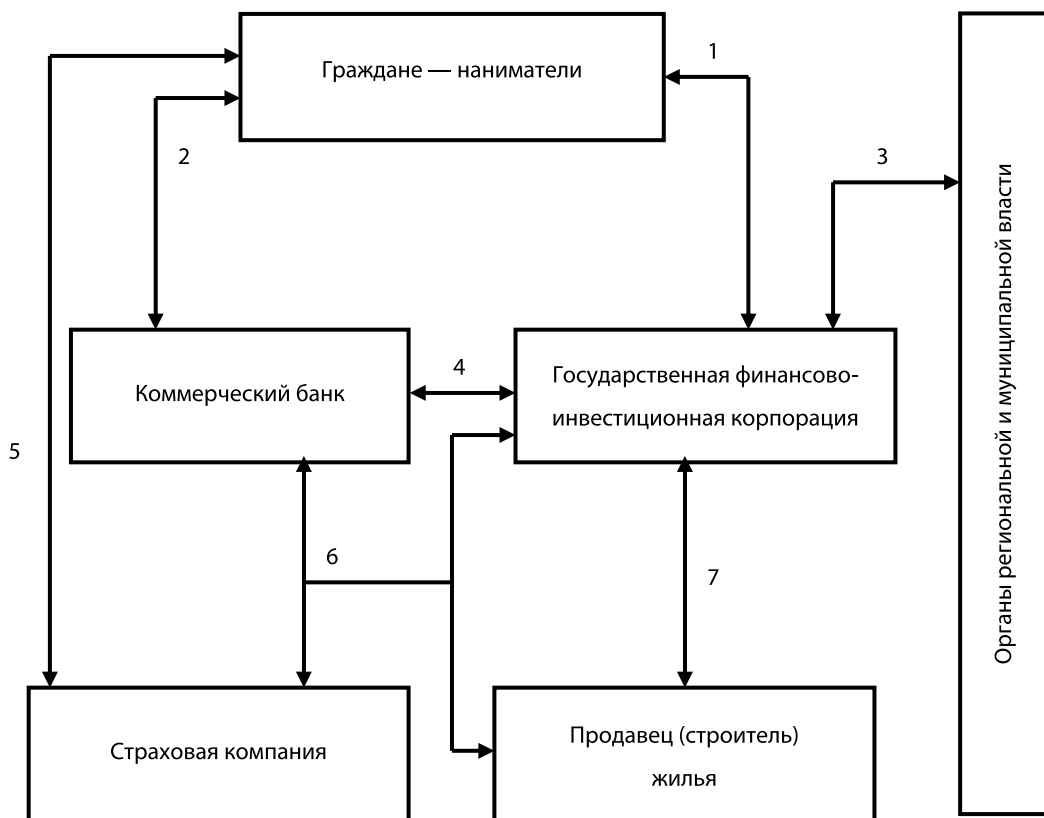 Граждане — наниматели
1
2
3
Органы региональной и муниципальной власти
Коммерческий банк
4
Государственная финансово-
инвестиционная корпорация
5
6
7
Страховая компания
Продавец (строитель)
жилья